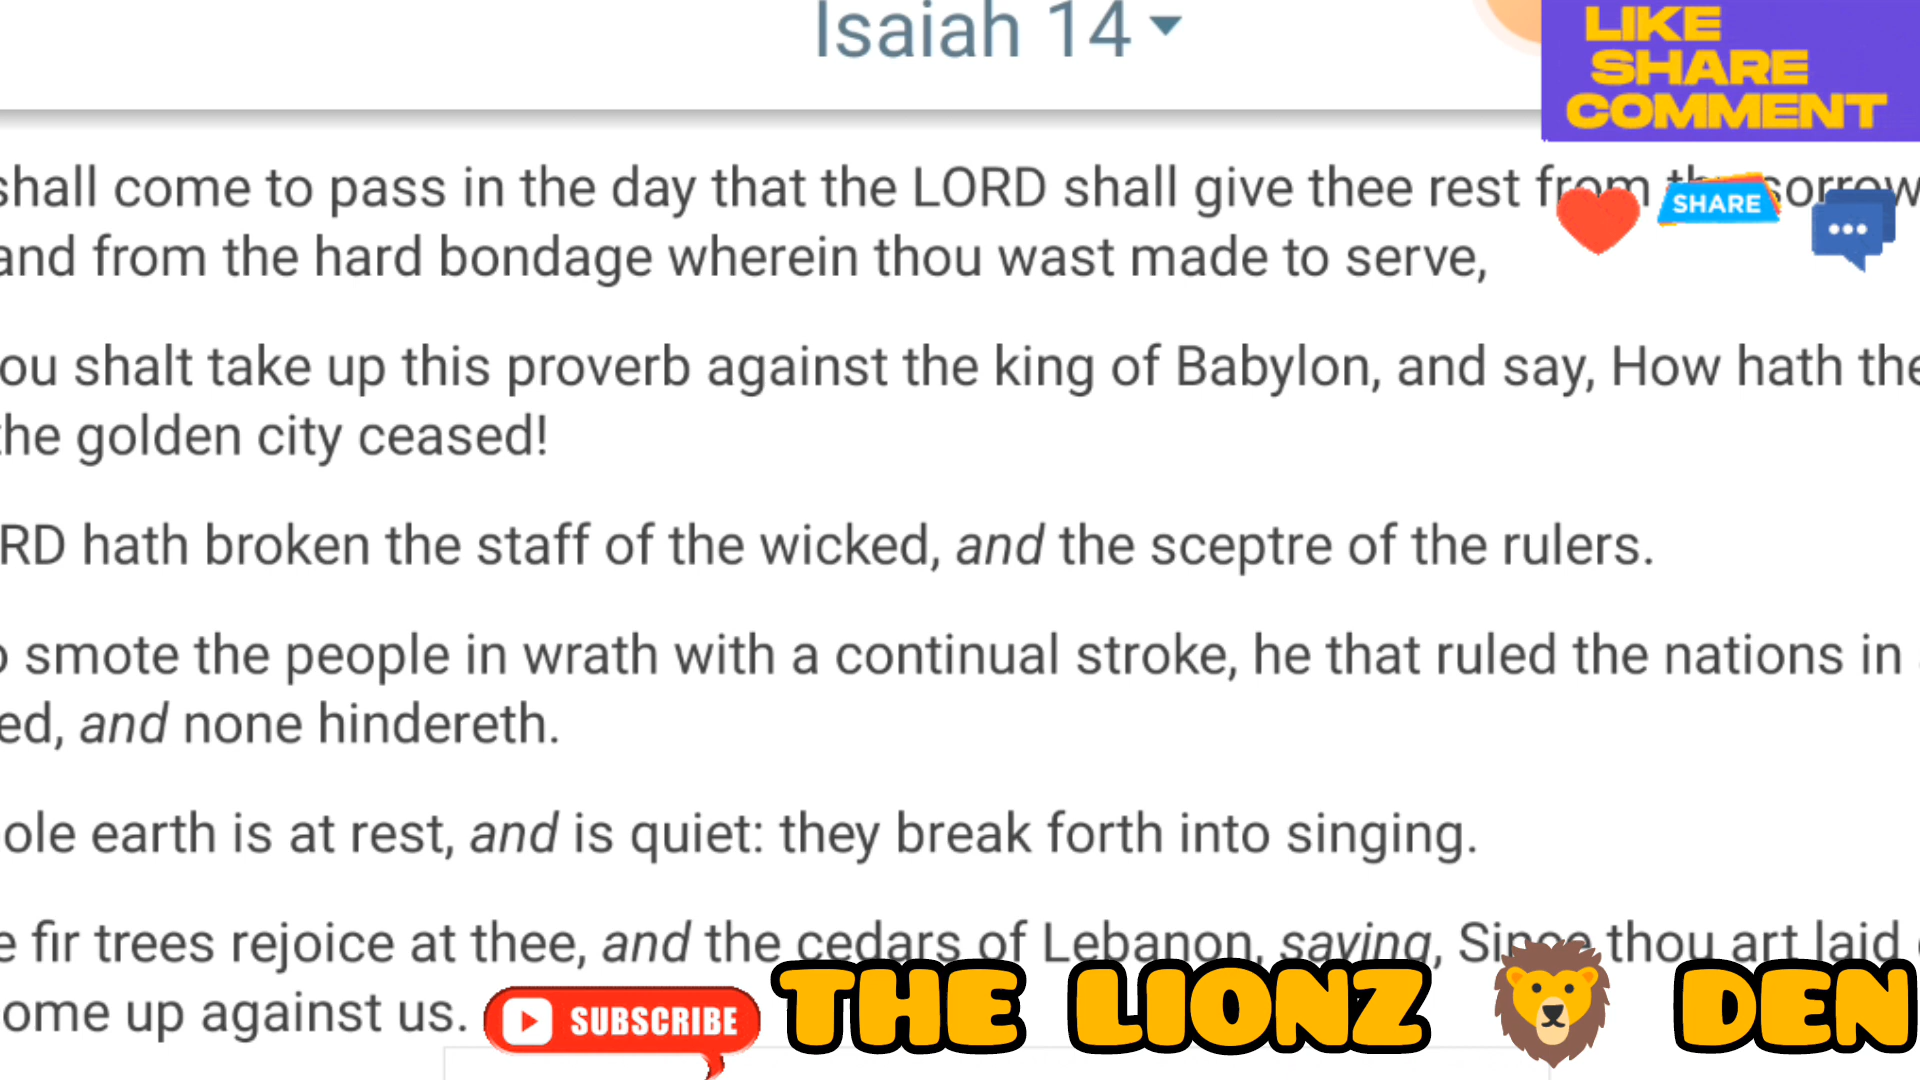 Isaiah 14
LIKE
SHARE
COMMENT
shall come to pass in the day that the LORD shall give thee rest from sorrow
SHARE
and from the hard bondage wherein thou wast made to serve,
ou shalt take up this proverb against the king of Babylon, and say, How hath the
the golden city ceased!
RD hath broken the staff of the wicked, and the sceptre of the rulers.
smote the people in wrath with a continual stroke, he that ruled the nations in
ed, and none hindereth.
ole earth is at rest, and is quiet: they break forth into singing.
e fir trees rejoice at thee, and the cedars of Lebanon, saying, Since thou art laid
ome up against us.
SUBSCRIBE
THE LIONZ DEN